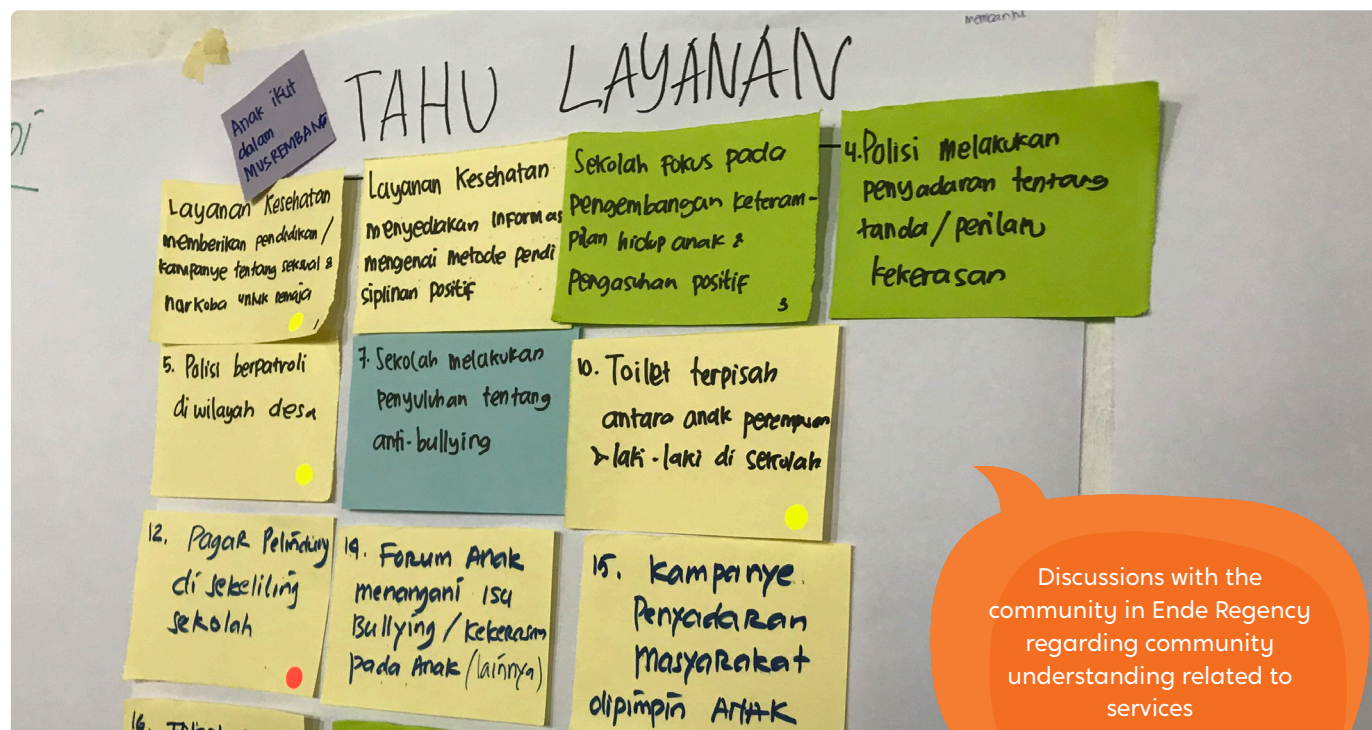 TAHU LAYANAN
Anak ikut
dalam
MUSREMBANG
Layanan Kesehatan
memberikan pendidikan /
kampanye tentang seksual &
narkoba untuk remaja
1
Layanan Kesehatan
menyediakan informas
mengenai metode pendi
siplinan positif
Sekolah fokus pada
pengembangan keteram-
pilan hidup anak &
pengasuhan positif
3
4. Polisi melakukan
penyadaran tentang
tanda / perilaku
kekerasan
5. Polisi berpatroli
di wilayah desa
7. Sekolah melakukan
penyuluhan tentang
anti-bullying
10. Toilet terpisah
antara anak perempuan
& laki-laki di sekolah
12. Pagar Pelindung
di sekeliling
sekolah
14. Forum Anak
menangani isu
Bullying / kekerasan
pada Anak (lainnya)
15. Kampanye
Penyadaran
Masyarakat
dipimpin ANAK
16.
Discussions with the
community in Ende Regency
regarding community
understanding related to
services